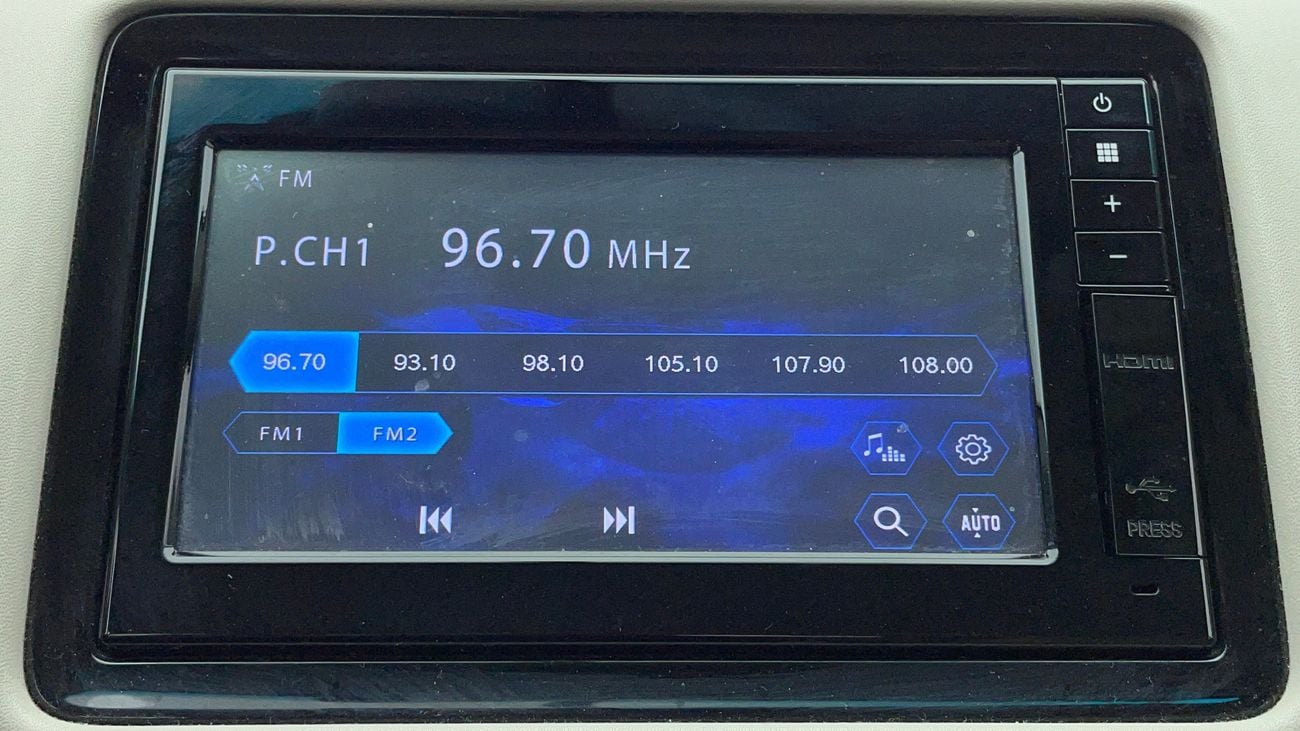 FM
P.CH1 96.70 MHz
96.70 93.10 98.10 105.10 107.90 108.00
FM1 FM2
AUTO
+
−
HDMI
PRESS